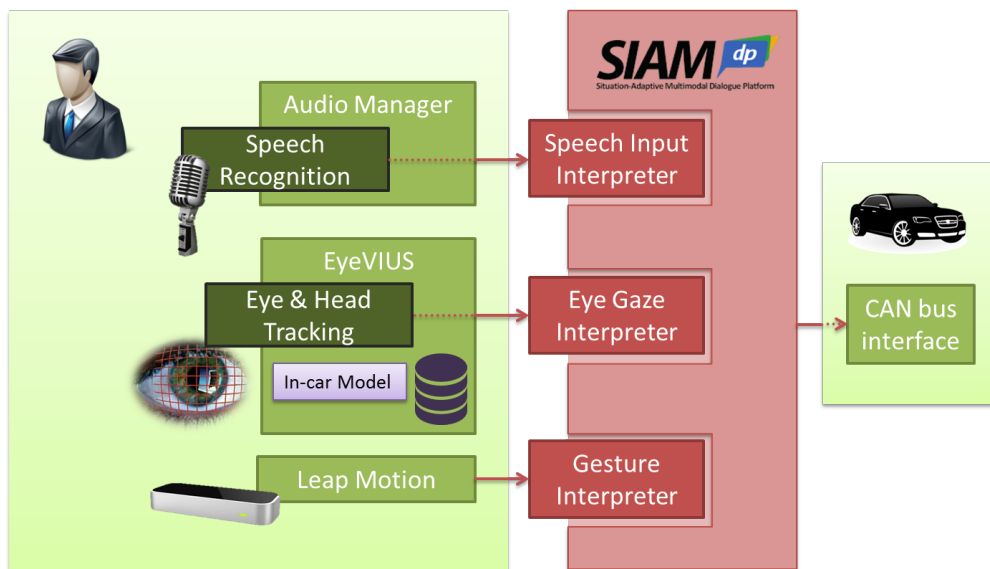 SIAM dp
Situation-Adaptive Multimodal Dialogue Platform
Audio Manager
Speech
Recognition
Speech Input
Interpreter
EyeVIUS
Eye & Head
Tracking
In-car Model
Eye Gaze
Interpreter
CAN bus
interface
Leap Motion
Gesture
Interpreter